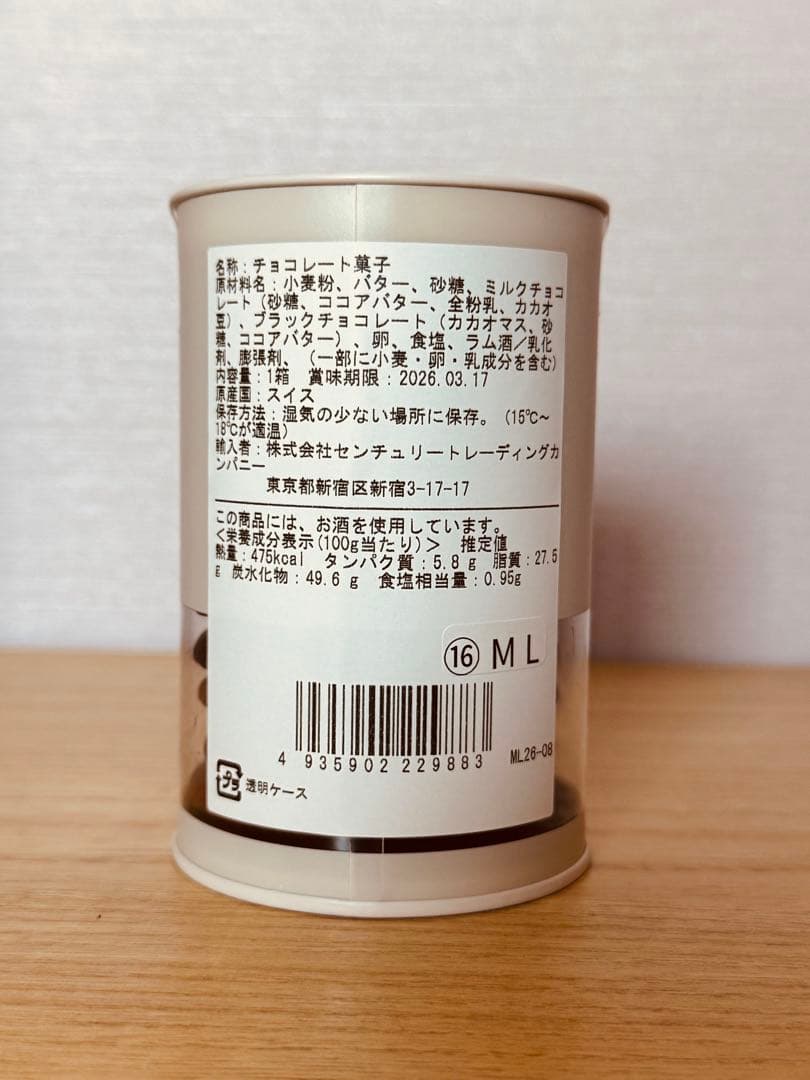 名称：チョコレート菓子
原材料名：小麦粉、バター、砂糖、ミルクチョコ
レート（砂糖、ココアバター、全粉乳、カカオ
豆）、ブラックチョコレート（カカオマス、砂
糖、ココアバター）、卵、食塩、ラム酒／乳化
剤、膨張剤、（一部に小麦・卵・乳成分を含む）
内容量：1箱　賞味期限：2026.03.17
原産国：スイス
保存方法：湿気の少ない場所に保存。（15℃～
18℃が適温）
輸入者：株式会社センチュリートレーディングカ
ンパニー
東京都新宿区新宿3-17-17
この商品には、お酒を使用しています。
＜栄養成分表示(100g当たり)＞　推定値
熱量：475kcal　タンパク質：5.8 g　脂質：27.5
g　炭水化物：49.6 g　食塩相当量：0.95g
⑯ＭＬ
4 935902 229883
ML26-08
プラ 透明ケース